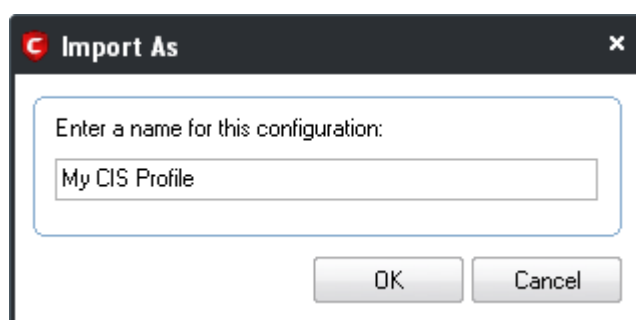 Import As
Enter a name for this configuration:
My CIS Profile
OK
Cancel